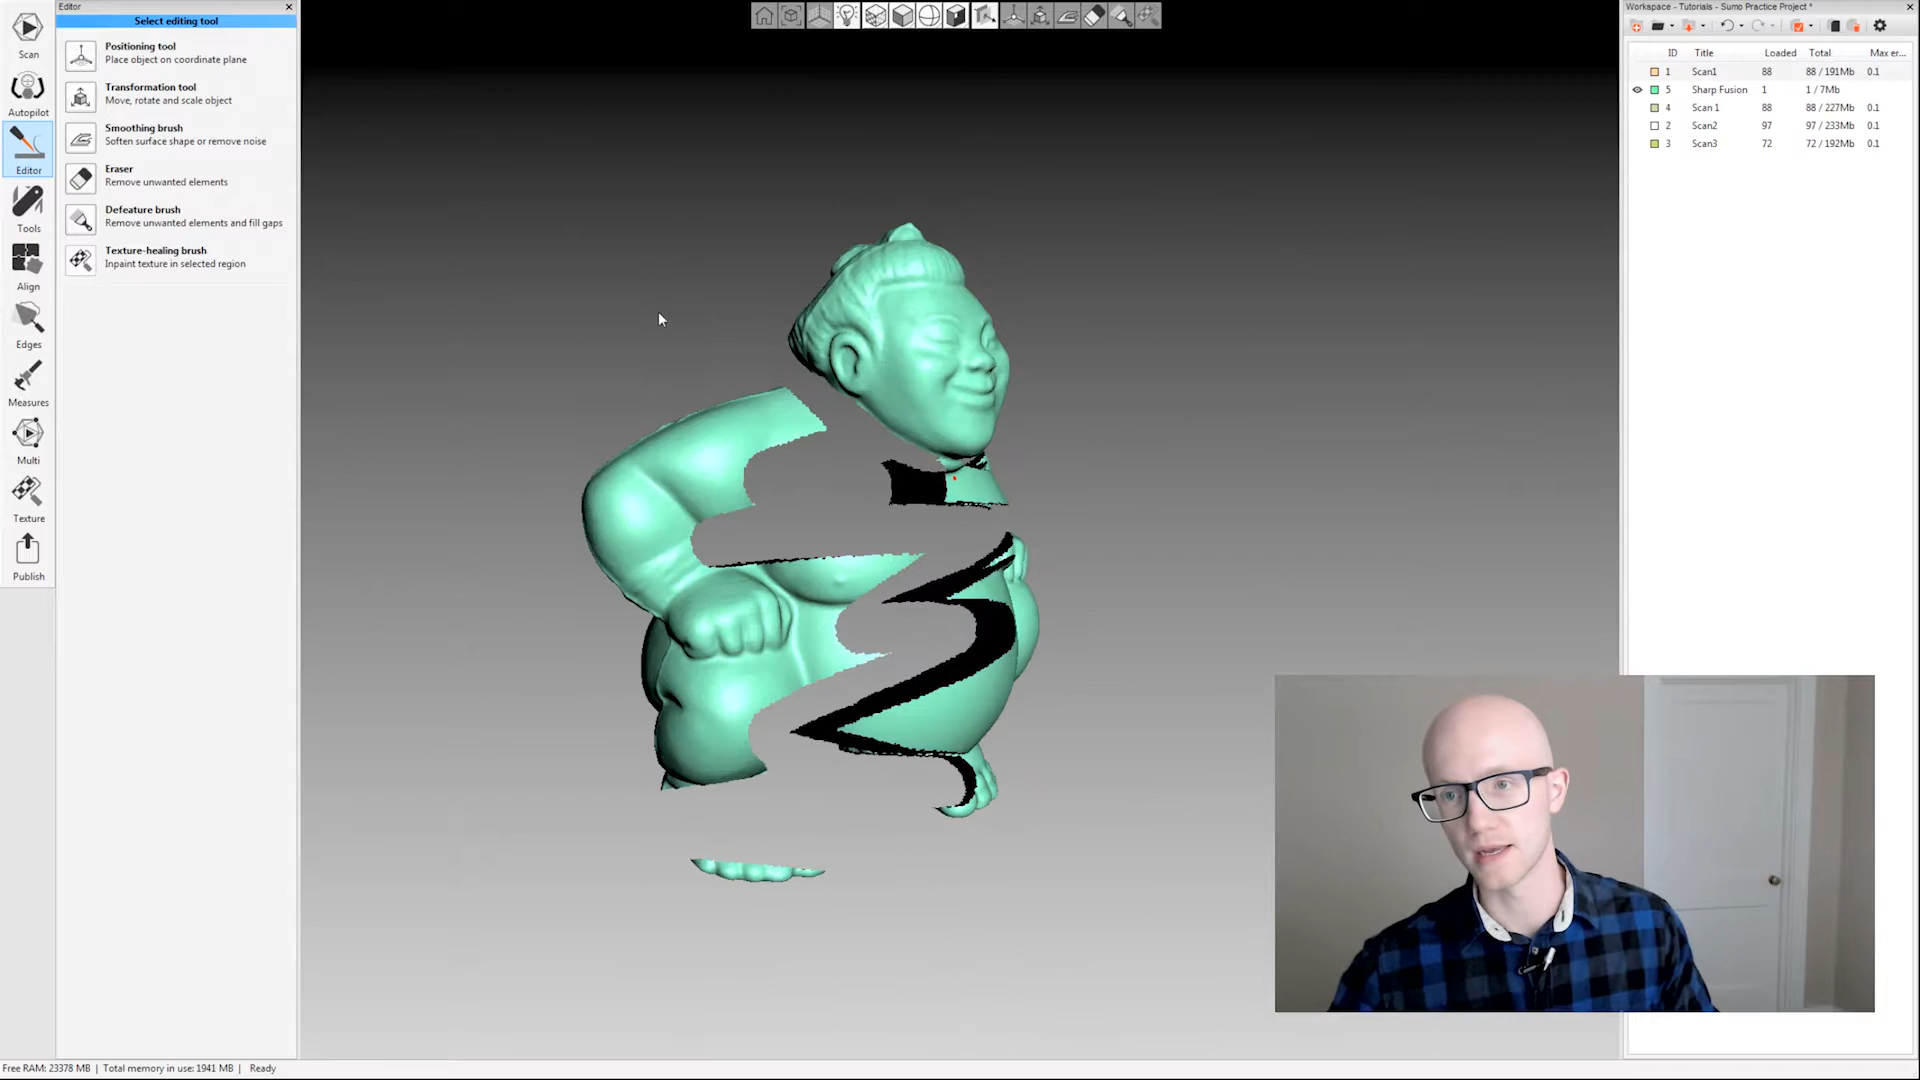 Editor
Select editing tool
Workspace - Tutorials - Sumo Practice Project *
Scan
Autopilot
Editor
Tools
Align
Edges
Measures
Multi
Texture
Publish
Positioning tool
Place object on coordinate plane
Transformation tool
Move, rotate and scale object
Smoothing brush
Soften surface shape or remove noise
Eraser
Remove unwanted elements
Defeature brush
Remove unwanted elements and fill gaps
Texture-healing brush
Inpaint texture in selected region
ID Title Loaded Total Max er...
1 Scan1 88 88 / 191Mb 0.1
5 Sharp Fusion 1 1 / 7Mb
4 Scan 1 88 88 / 227Mb 0.1
2 Scan2 97 97 / 233Mb 0.1
3 Scan3 72 72 / 192Mb 0.1
Free RAM: 23378 MB | Total memory in use: 1941 MB | Ready